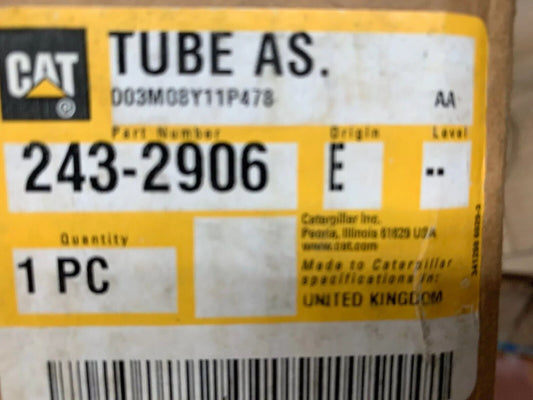 CAT
©
TUBE AS.
D03M08Y11P478 AA
Part Number Origin Level
243-2906 E --
Caterpillar Inc.
Peoria, Illinois 61629 USA
www.cat.com
Quantity
1 PC
Made to Caterpillar
specifications in:
UNITED KINGDOM